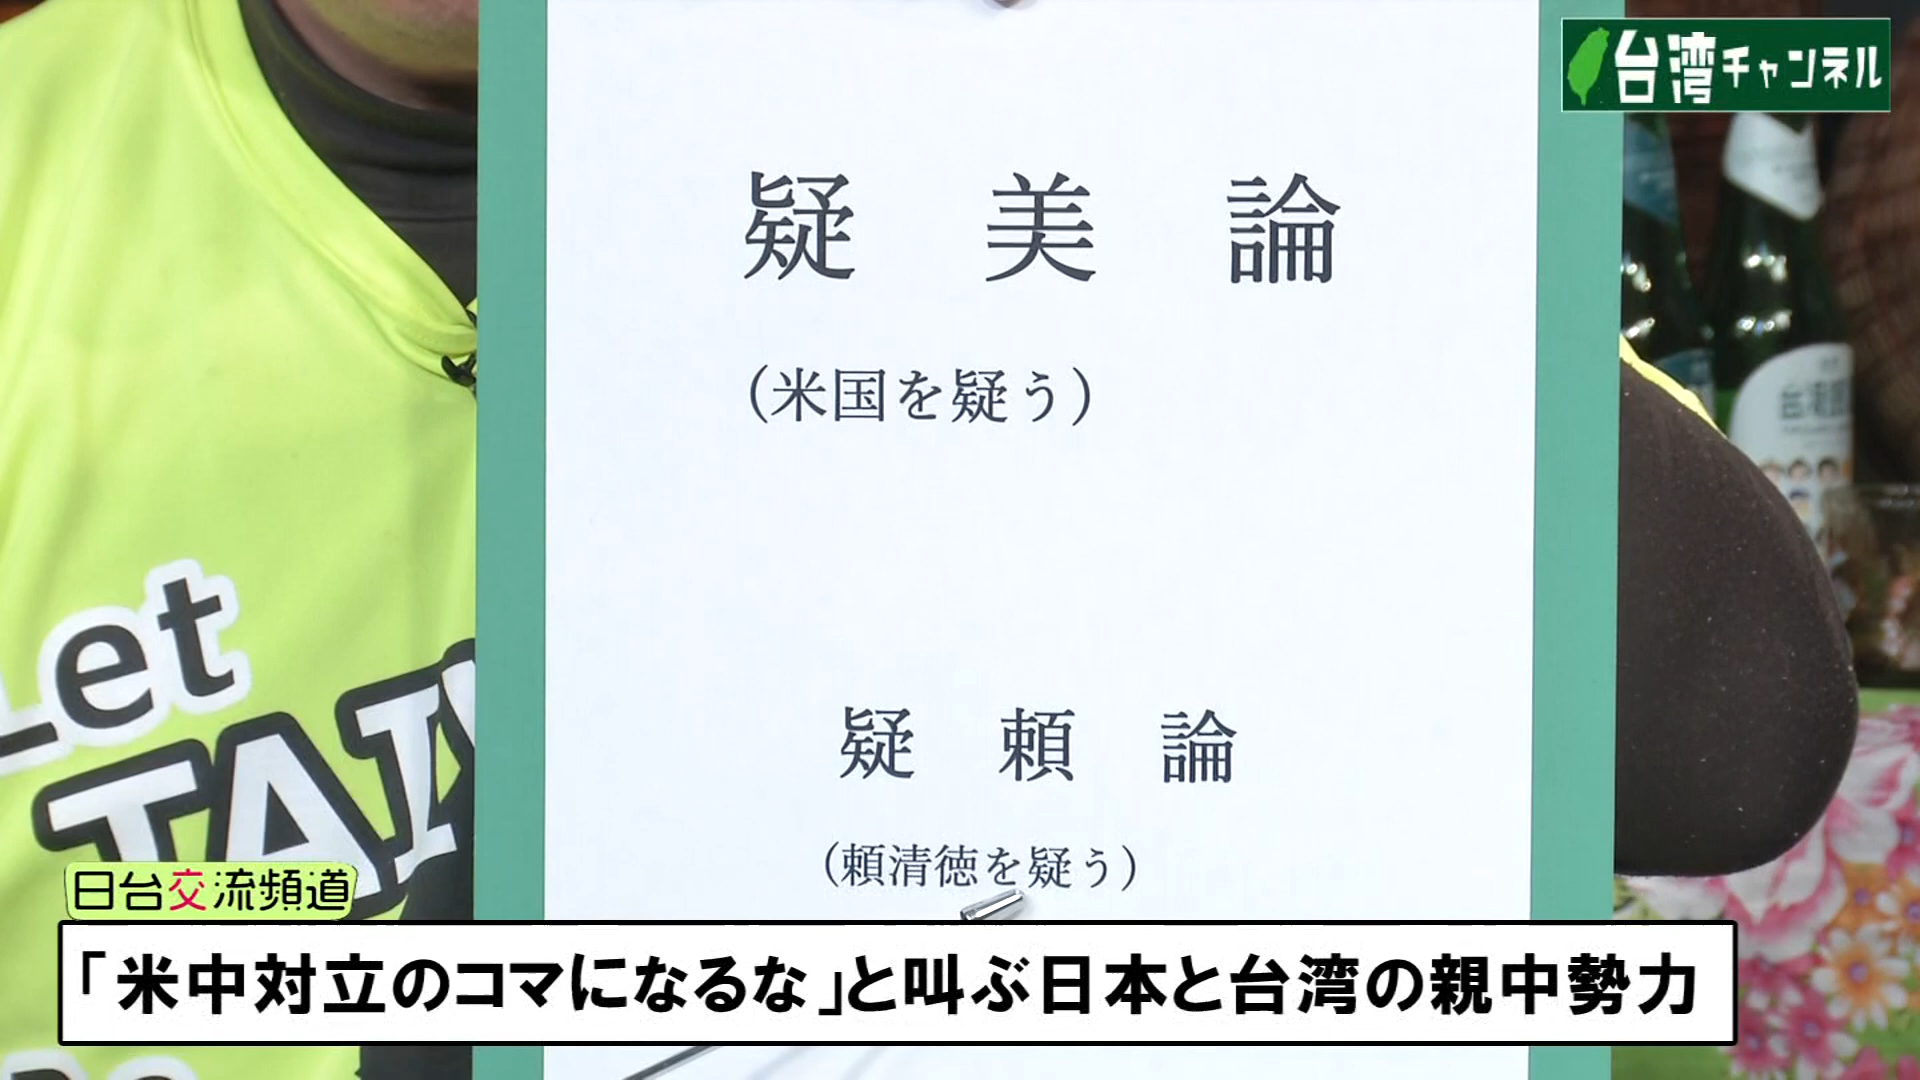 台湾チャンネル
疑美論
（米国を疑う）
疑頼論
（頼清徳を疑う）
Let
TAI
日台交流頻道
「米中対立のコマになるな」と叫ぶ日本と台湾の親中勢力